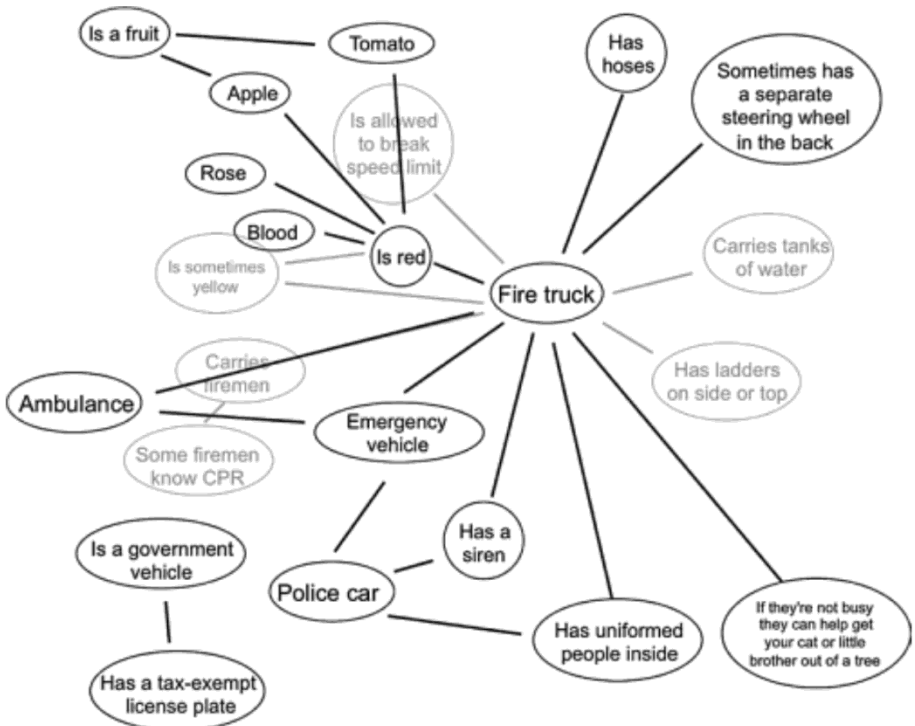 Is a fruit
Tomato
Has
hoses
Sometimes has
a separate
steering wheel
in the back
Apple
Is allowed
to break
speed limit
Rose
Blood
Is red
Is sometimes
yellow
Carries tanks
of water
Fire truck
Carries
firemen
Has ladders
on side or top
Ambulance
Emergency
vehicle
Some firemen
know CPR
Has a
siren
Is a government
vehicle
Police car
Has uniformed
people inside
If they're not busy
they can help get
your cat or little
brother out of a tree
Has a tax-exempt
license plate